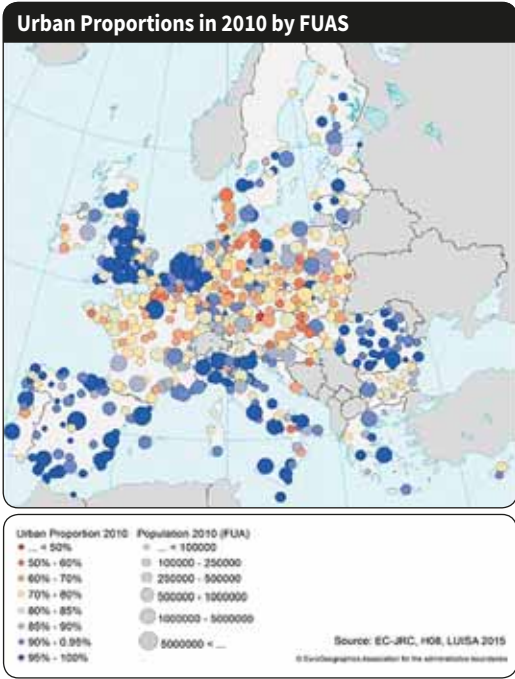 Urban Proportions in 2010 by FUAS
Urban Proportion 2010
... < 50%
50% - 60%
60% - 70%
70% - 80%
80% - 85%
85% - 90%
90% - 0.95%
95% - 100%
Population 2010 (FUA)
... < 100000
100000 - 250000
250000 - 500000
500000 - 1000000
1000000 - 5000000
5000000 < ...
Source: EC-JRC, H08, LUISA 2015
© EuroGeographics Association for the administrative boundaries